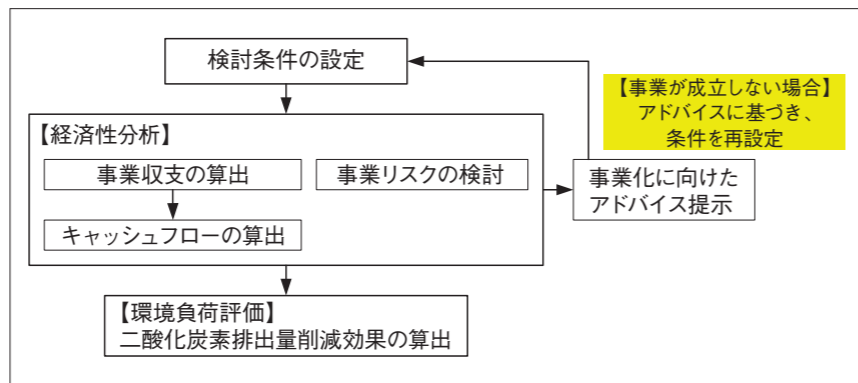 検討条件の設定
【事業が成立しない場合】
アドバイスに基づき、
条件を再設定
【経済性分析】
事業収支の算出
事業リスクの検討
事業化に向けた
アドバイス提示
キャッシュフローの算出
【環境負荷評価】
二酸化炭素排出量削減効果の算出